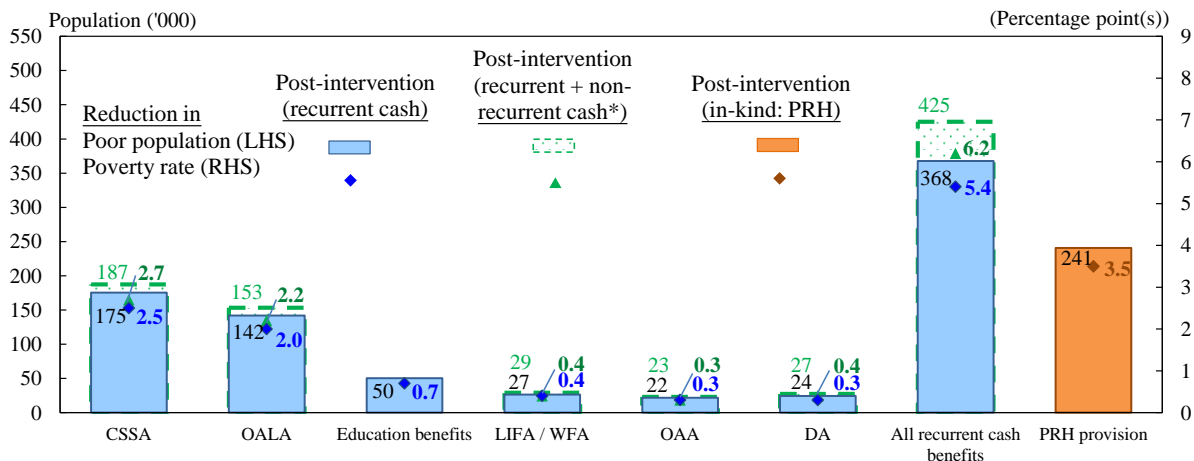 Population ('000)
(Percentage point(s))
550
500
450
400
350
300
250
200
150
100
50
0
9
8
7
6
5
4
3
2
1
0
Reduction in
Poor population (LHS)
Poverty rate (RHS)
Post-intervention
(recurrent cash)
Post-intervention
(recurrent + non-
recurrent cash*)
Post-intervention
(in-kind: PRH)
187
2.7
175
2.5
153
2.2
142
2.0
50
0.7
29
0.4
27
0.4
23
0.3
22
0.3
27
0.4
24
0.3
425
6.2
368
5.4
241
3.5
CSSA
OALA
Education benefits
LIFA / WFA
OAA
DA
All recurrent cash
benefits
PRH provision